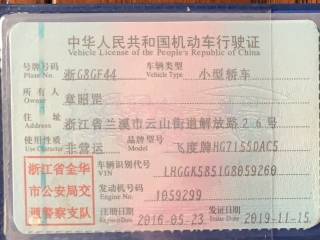 中华人民共和国机动车行驶证
Vehicle License of the People's Republic of China
号牌号码 浙G8GF44 车辆类型 小型轿车
Plate No. Vehicle Type
所有人 章昭罡
Owner
住址 浙江省兰溪市云山街道解放路26号
Address
使用性质 非营运 品牌型号 飞度牌HG7155DAC5
Use Character Model
浙江省金华市公安局交通警察支队
车辆识别代号 LHGGK5851G8059260
VIN
发动机号码 1059299
Engine No.
注册日期 2016-05-23 发证日期 2019-11-15
Register Date Issue Date